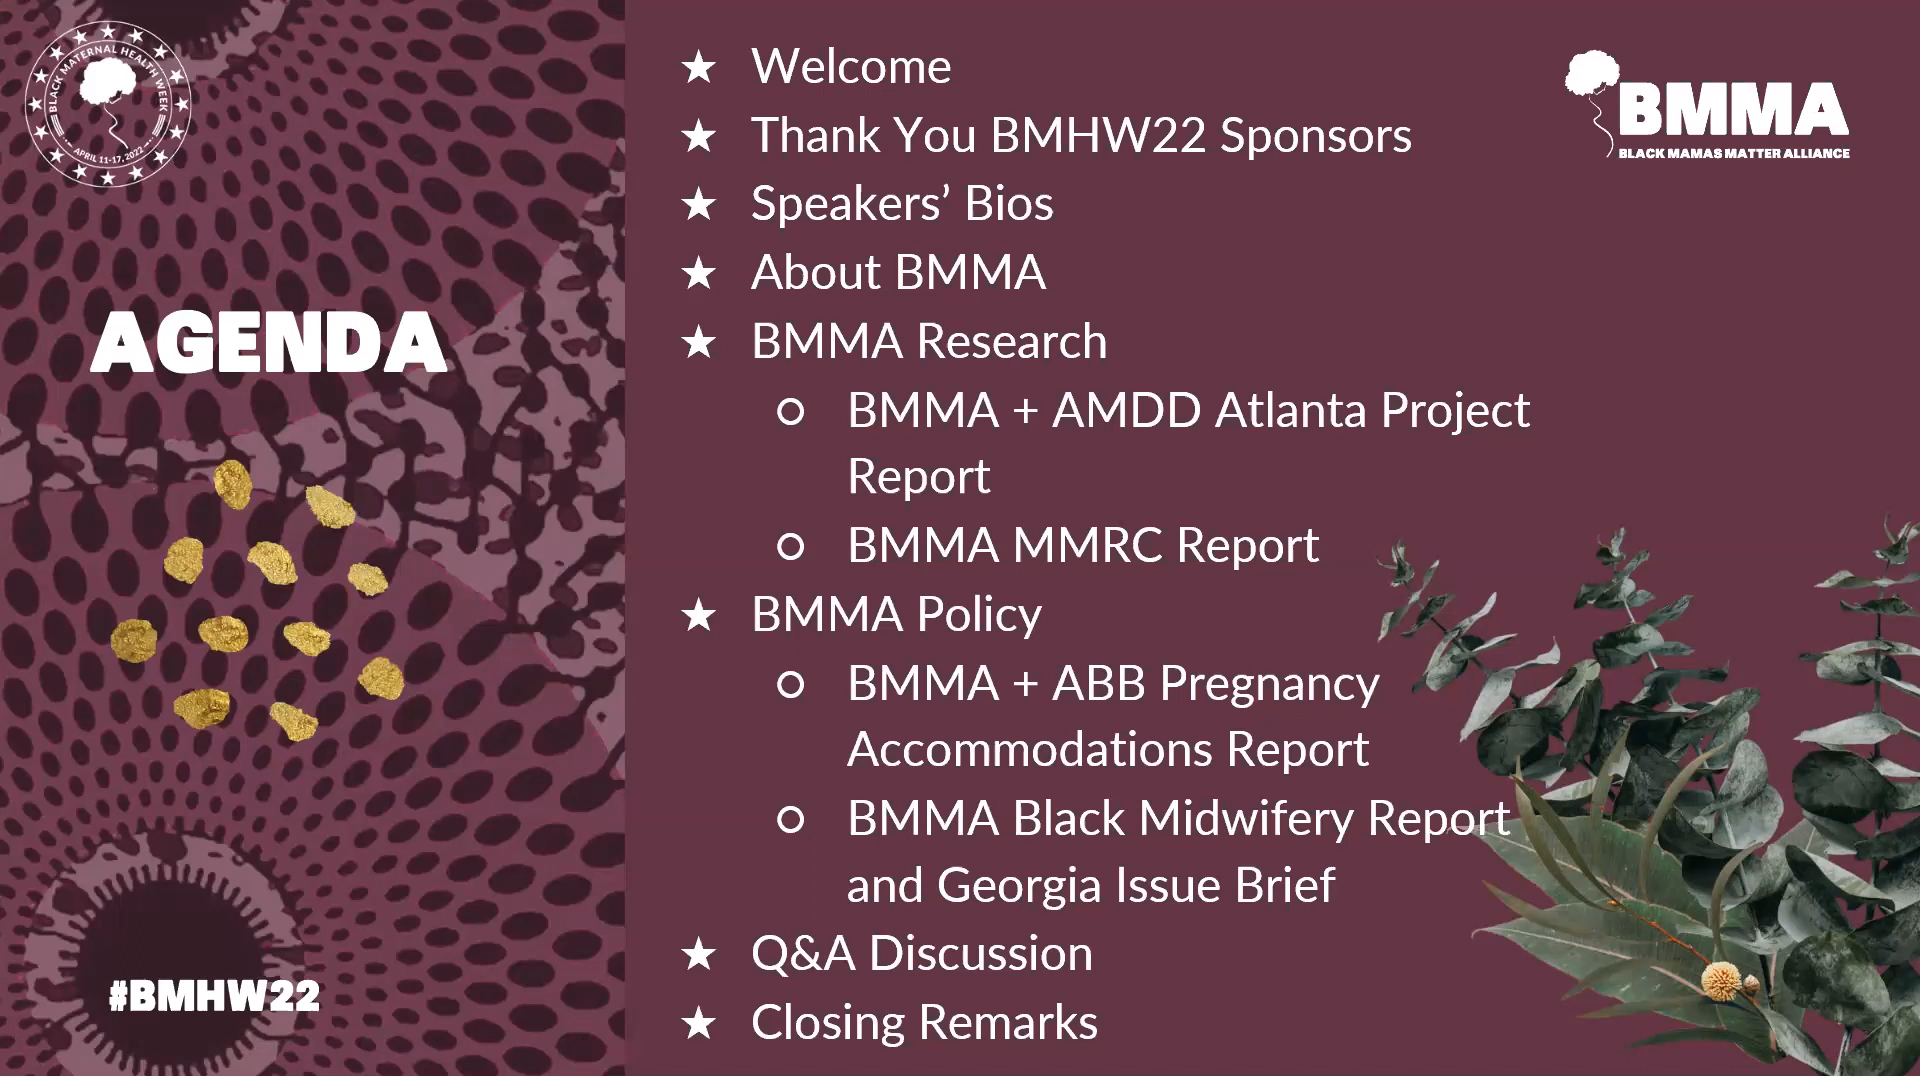 BLACK MATERNAL HEALTH WEEK
APRIL 11-17, 2022
AGENDA
#BMHW22
★ Welcome
★ Thank You BMHW22 Sponsors
★ Speakers’ Bios
★ About BMMA
★ BMMA Research
○ BMMA + AMDD Atlanta Project
Report
○ BMMA MMRC Report
★ BMMA Policy
○ BMMA + ABB Pregnancy
Accommodations Report
○ BMMA Black Midwifery Report
and Georgia Issue Brief
★ Q&A Discussion
★ Closing Remarks
BMMA
BLACK MAMAS MATTER ALLIANCE